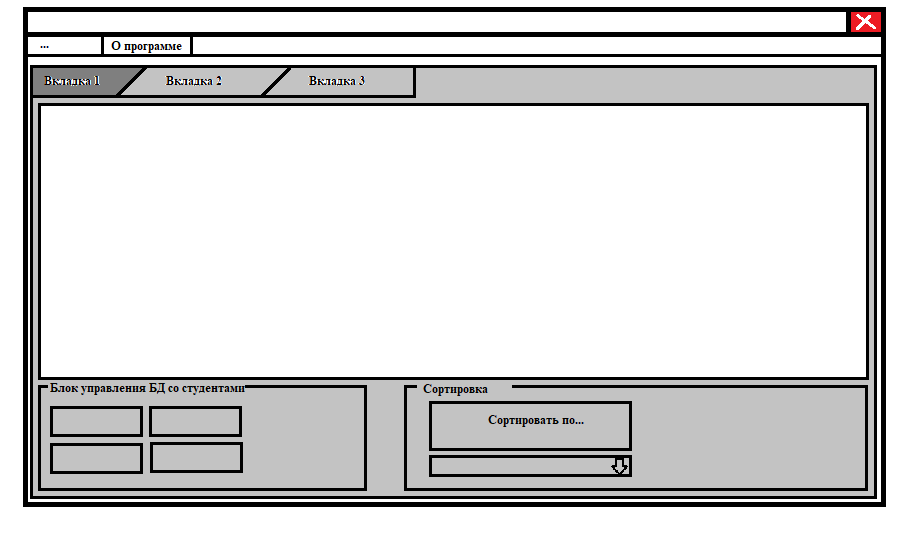 ...
О программе
Вкладка 1
Вкладка 2
Вкладка 3
Блок управления БД со студентами
Сортировка
Сортировать по...